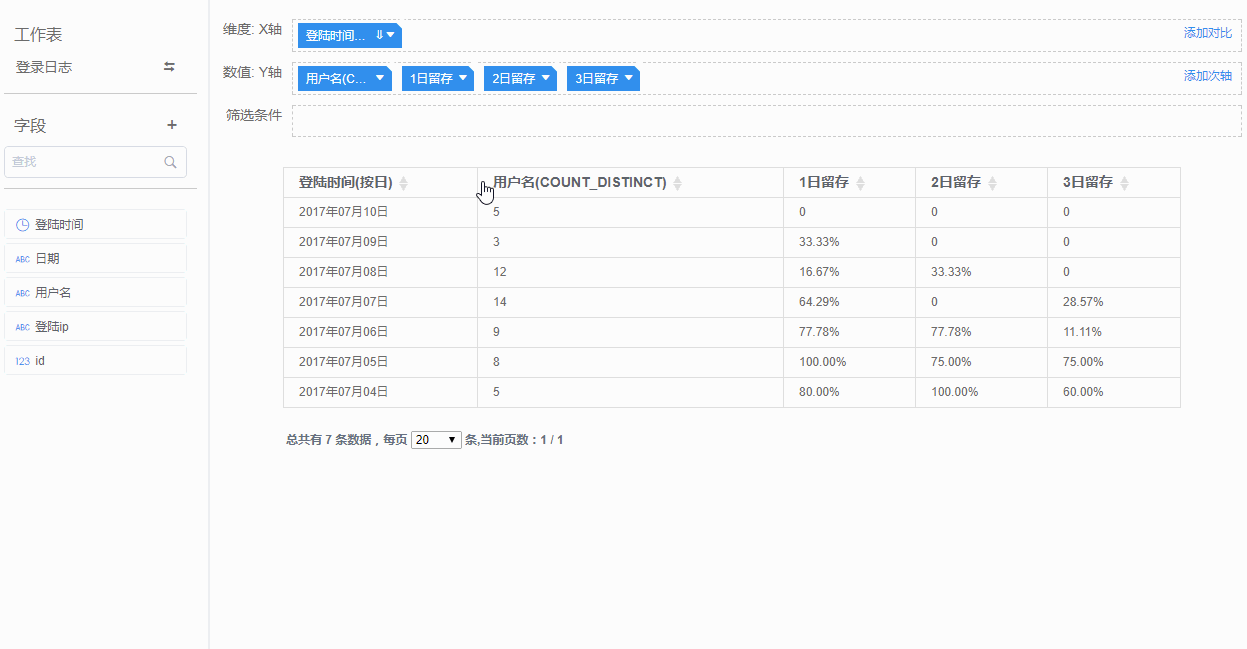 工作表
登录日志
字段
查找
登陆时间
ABC 日期
ABC 用户名
ABC 登陆ip
123 id
维度: X轴 登陆时间... 添加对比
数值: Y轴 用户名(C... 1日留存 2日留存 3日留存 添加次轴
筛选条件
登陆时间(按日) 用户名(COUNT_DISTINCT) 1日留存 2日留存 3日留存
2017年07月10日 5 0 0 0
2017年07月09日 3 33.33% 0 0
2017年07月08日 12 16.67% 33.33% 0
2017年07月07日 14 64.29% 0 28.57%
2017年07月06日 9 77.78% 77.78% 11.11%
2017年07月05日 8 100.00% 75.00% 75.00%
2017年07月04日 5 80.00% 100.00% 60.00%
总共有 7 条数据，每页 20 条,当前页数：1 / 1